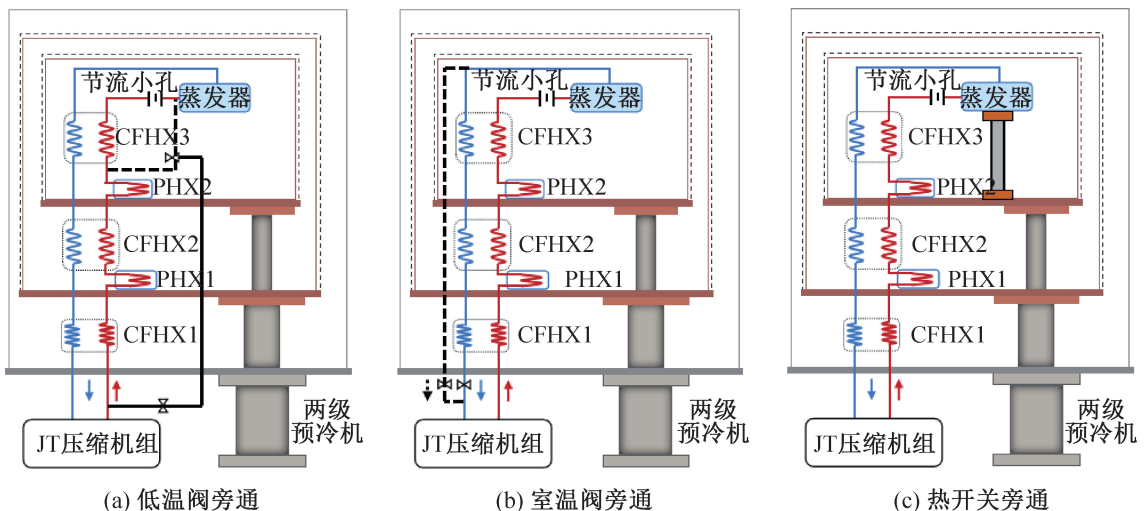 节流小孔
蒸发器
CFHX3
PHX2
CFHX2
PHX1
CFHX1
JT压缩机组
两级
预冷机
(a) 低温阀旁通
节流小孔
蒸发器
CFHX3
PHX2
CFHX2
PHX1
CFHX1
JT压缩机组
两级
预冷机
(b) 室温阀旁通
节流小孔
蒸发器
CFHX3
PHX2
CFHX2
PHX1
CFHX1
JT压缩机组
两级
预冷机
(c) 热开关旁通